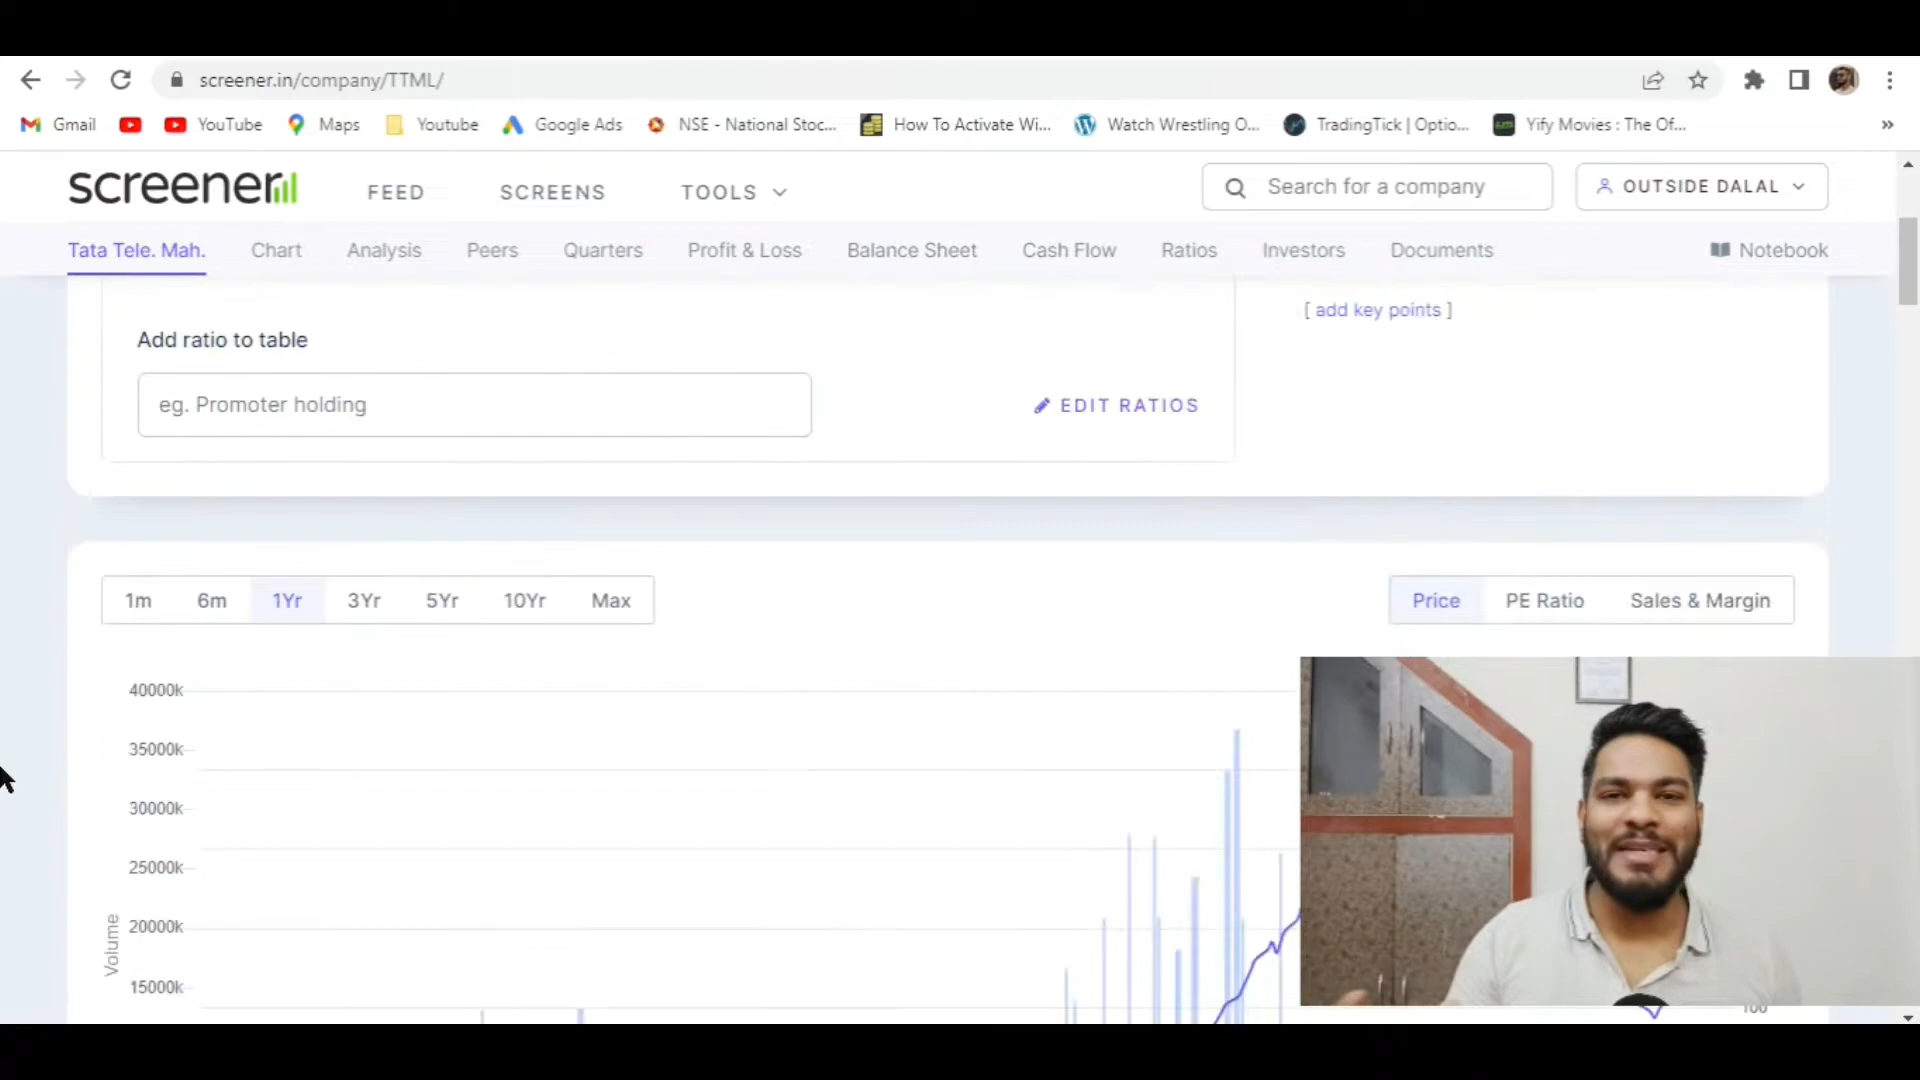 screener.in/company/TTML/
Gmail YouTube Maps Youtube Google Ads NSE - National Stoc... How To Activate Wi... Watch Wrestling O... TradingTick | Optio... Yify Movies : The Of... »
screener FEED SCREENS TOOLS Search for a company OUTSIDE DALAL
Tata Tele. Mah. Chart Analysis Peers Quarters Profit & Loss Balance Sheet Cash Flow Ratios Investors Documents Notebook
[ add key points ]
Add ratio to table
eg. Promoter holding EDIT RATIOS
1m 6m 1Yr 3Yr 5Yr 10Yr Max Price PE Ratio Sales & Margin
40000k
35000k
30000k
25000k
20000k
Volume
15000k
100